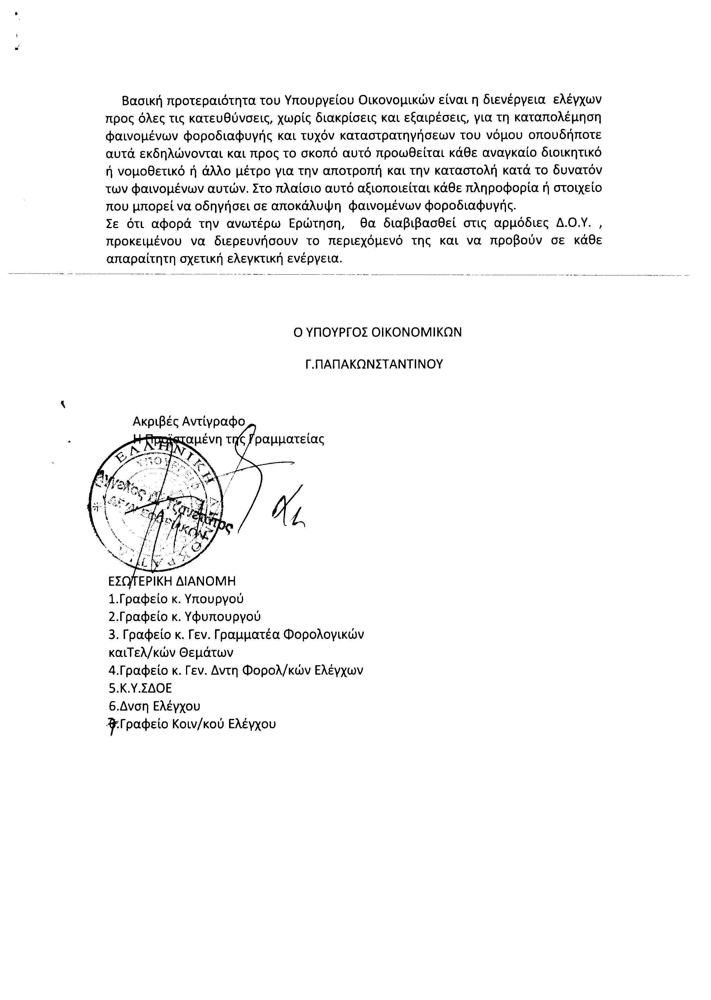 Βασική προτεραιότητα του Υπουργείου Οικονομικών είναι η διενέργεια ελέγχων
προς όλες τις κατευθύνσεις, χωρίς διακρίσεις και εξαιρέσεις, για τη καταπολέμηση
φαινομένων φοροδιαφυγής και τυχόν καταστρατηγήσεων του νόμου οπουδήποτε
αυτά εκδηλώνονται και προς το σκοπό αυτό προωθείται κάθε αναγκαίο διοικητικό
ή νομοθετικό ή άλλο μέτρο για την αποτροπή και την καταστολή κατά το δυνατόν
των φαινομένων αυτών. Στο πλαίσιο αυτό αξιοποιείται κάθε πληροφορία ή στοιχείο
που μπορεί να οδηγήσει σε αποκάλυψη φαινομένων φοροδιαφυγής.
Σε ότι αφορά την ανωτέρω Ερώτηση, θα διαβιβασθεί στις αρμόδιες Δ.Ο.Υ. ,
προκειμένου να διερευνήσουν το περιεχόμενό της και να προβούν σε κάθε
απαραίτητη σχετική ελεγκτική ενέργεια.
Ο ΥΠΟΥΡΓΟΣ ΟΙΚΟΝΟΜΙΚΩΝ
Γ.ΠΑΠΑΚΩΝΣΤΑΝΤΙΝΟΥ
Ακριβές Αντίγραφο
Η Προϊσταμένη της Γραμματείας
ΕΛΛΗΝΙΚΗ ΔΗΜΟΚΡΑΤΙΑ
ΥΠΟΥΡΓΕΙΟ
Άγγελος
Τζανετάτος
ΕΣΩΤΕΡΙΚΗ ΔΙΑΝΟΜΗ
1.Γραφείο κ. Υπουργού
2.Γραφείο κ. Υφυπουργού
3. Γραφείο κ. Γεν. Γραμματέα Φορολογικών
καιΤελ/κών Θεμάτων
4.Γραφείο κ. Γεν. Δντη Φορολ/κών Ελέγχων
5.Κ.Υ.ΣΔΟΕ
6.Δνση Ελέγχου
7.Γραφείο Κοιν/κού Ελέγχου